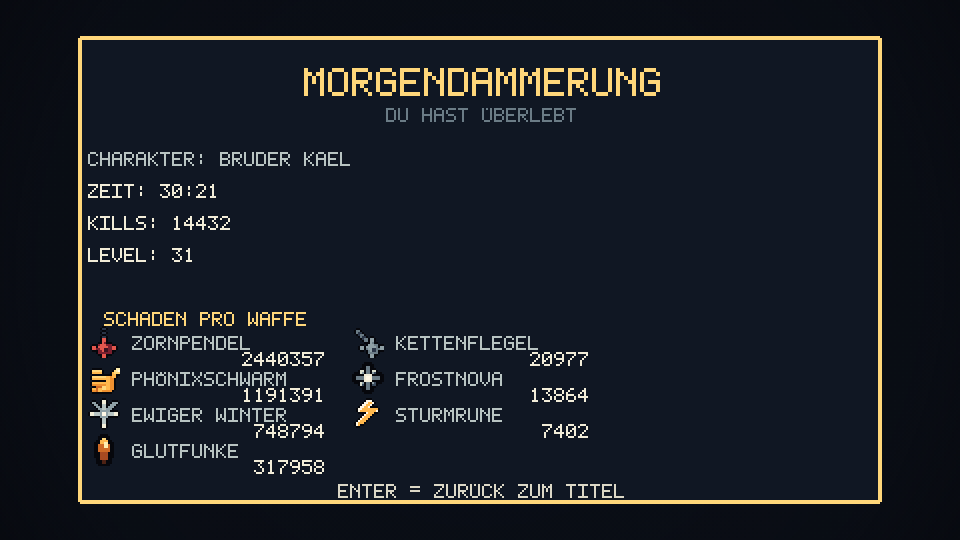 MORGENDAMMERUNG
DU HAST ÜBERLEBT
CHARAKTER: BRUDER KAEL
ZEIT: 30:21
KILLS: 14432
LEVEL: 31
SCHADEN PRO WAFFE
ZORNPENDEL
2440357
PHÖNIXSCHWARM
1191391
EWIGER WINTER
748794
GLUTFUNKE
317958
KETTENFLEGEL
20977
FROSTNOVA
13864
STURMRUNE
7402
ENTER = ZURÜCK ZUM TITEL